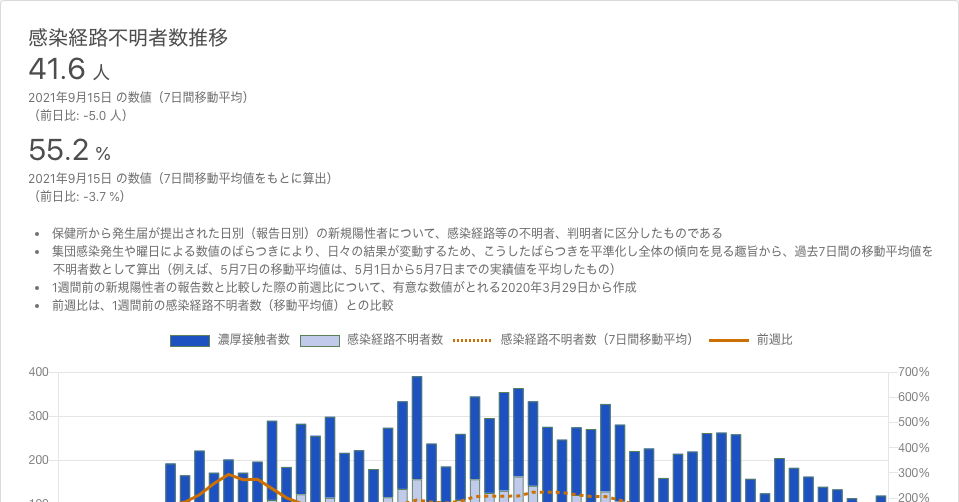 感染経路不明者数推移
41.6 人
2021年9月15日 の数値（7日間移動平均）
（前日比: -5.0 人）
55.2 %
2021年9月15日 の数値（7日間移動平均値をもとに算出）
（前日比: -3.7 %）
• 保健所から発生届が提出された日別（報告日別）の新規陽性者について、感染経路等の不明者、判明者に区分したものである
• 集団感染発生や曜日による数値のばらつきにより、日々の結果が変動するため、こうしたばらつきを平準化し全体の傾向を見る趣旨から、過去7日間の移動平均値を
不明者数として算出（例えば、5月7日の移動平均値は、5月1日から5月7日までの実績値を平均したもの）
• 1週間前の新規陽性者の報告数と比較した際の前週比について、有意な数値がとれる2020年3月29日から作成
• 前週比は、1週間前の感染経路不明者数（移動平均値）との比較
濃厚接触者数 感染経路不明者数 感染経路不明者数（7日間移動平均） 前週比
400 700%
600%
300 500%
400%
200
300%
100 200%